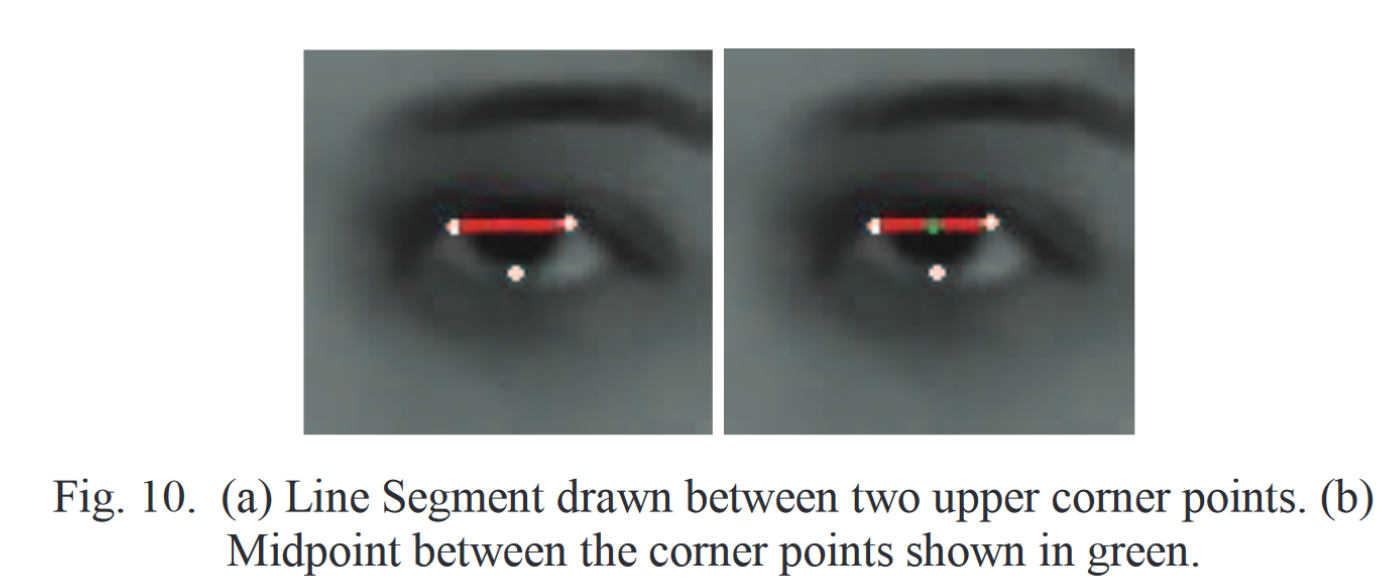 Fig. 10. (a) Line Segment drawn between two upper corner points. (b)
Midpoint between the corner points shown in green.